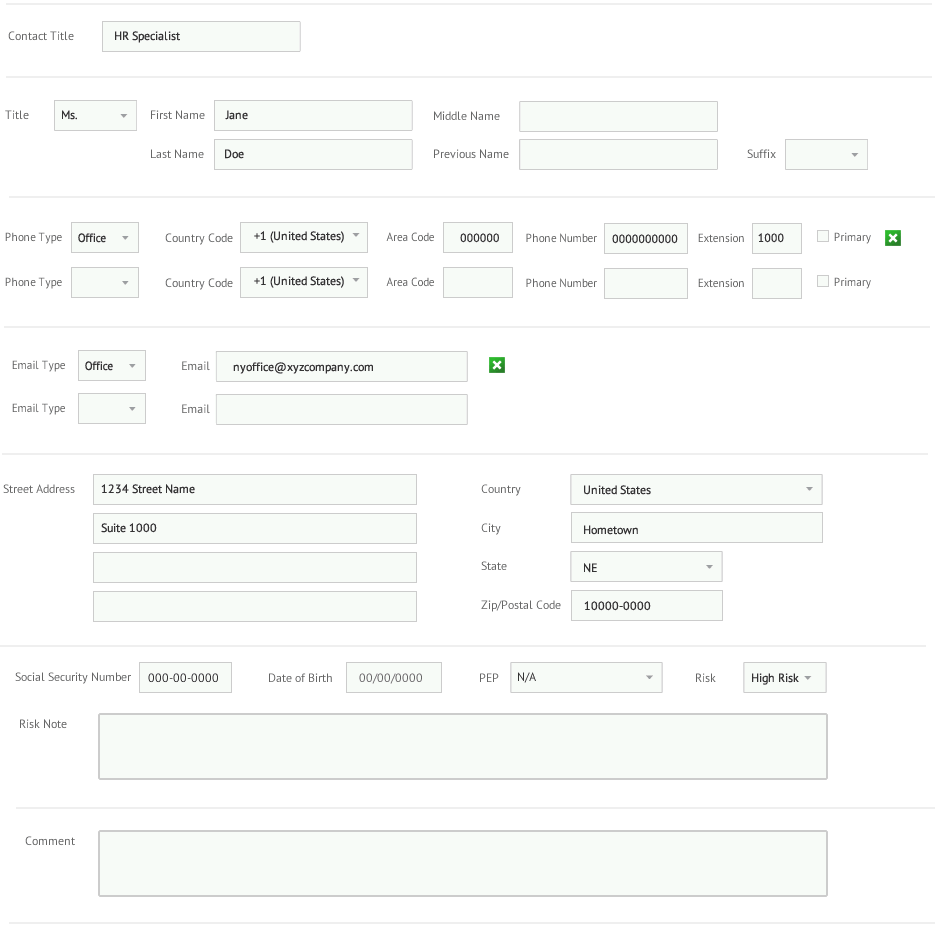 Contact Title HR Specialist
Title Ms. First Name Jane Middle Name
Last Name Doe Previous Name Suffix
Phone Type Office Country Code +1 (United States) Area Code 000000 Phone Number 0000000000 Extension 1000 Primary
Phone Type Country Code +1 (United States) Area Code Phone Number Extension Primary
Email Type Office Email nyoffice@xyzcompany.com
Email Type Email
Street Address 1234 Street Name Country United States
Suite 1000 City Hometown
State NE
Zip/Postal Code 10000-0000
Social Security Number 000-00-0000 Date of Birth 00/00/0000 PEP N/A Risk High Risk
Risk Note
Comment